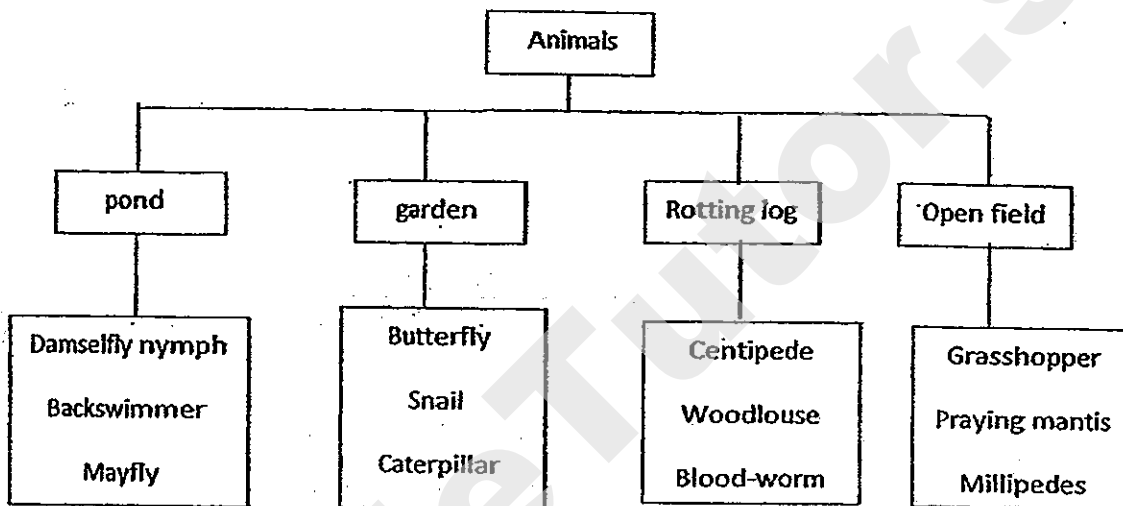 Animals
pond
garden
Rotting log
Open field
Damselfly nymph
Backswimmer
Mayfly
Butterfly
Snail
Caterpillar
Centipede
Woodlouse
Blood-worm
Grasshopper
Praying mantis
Millipedes